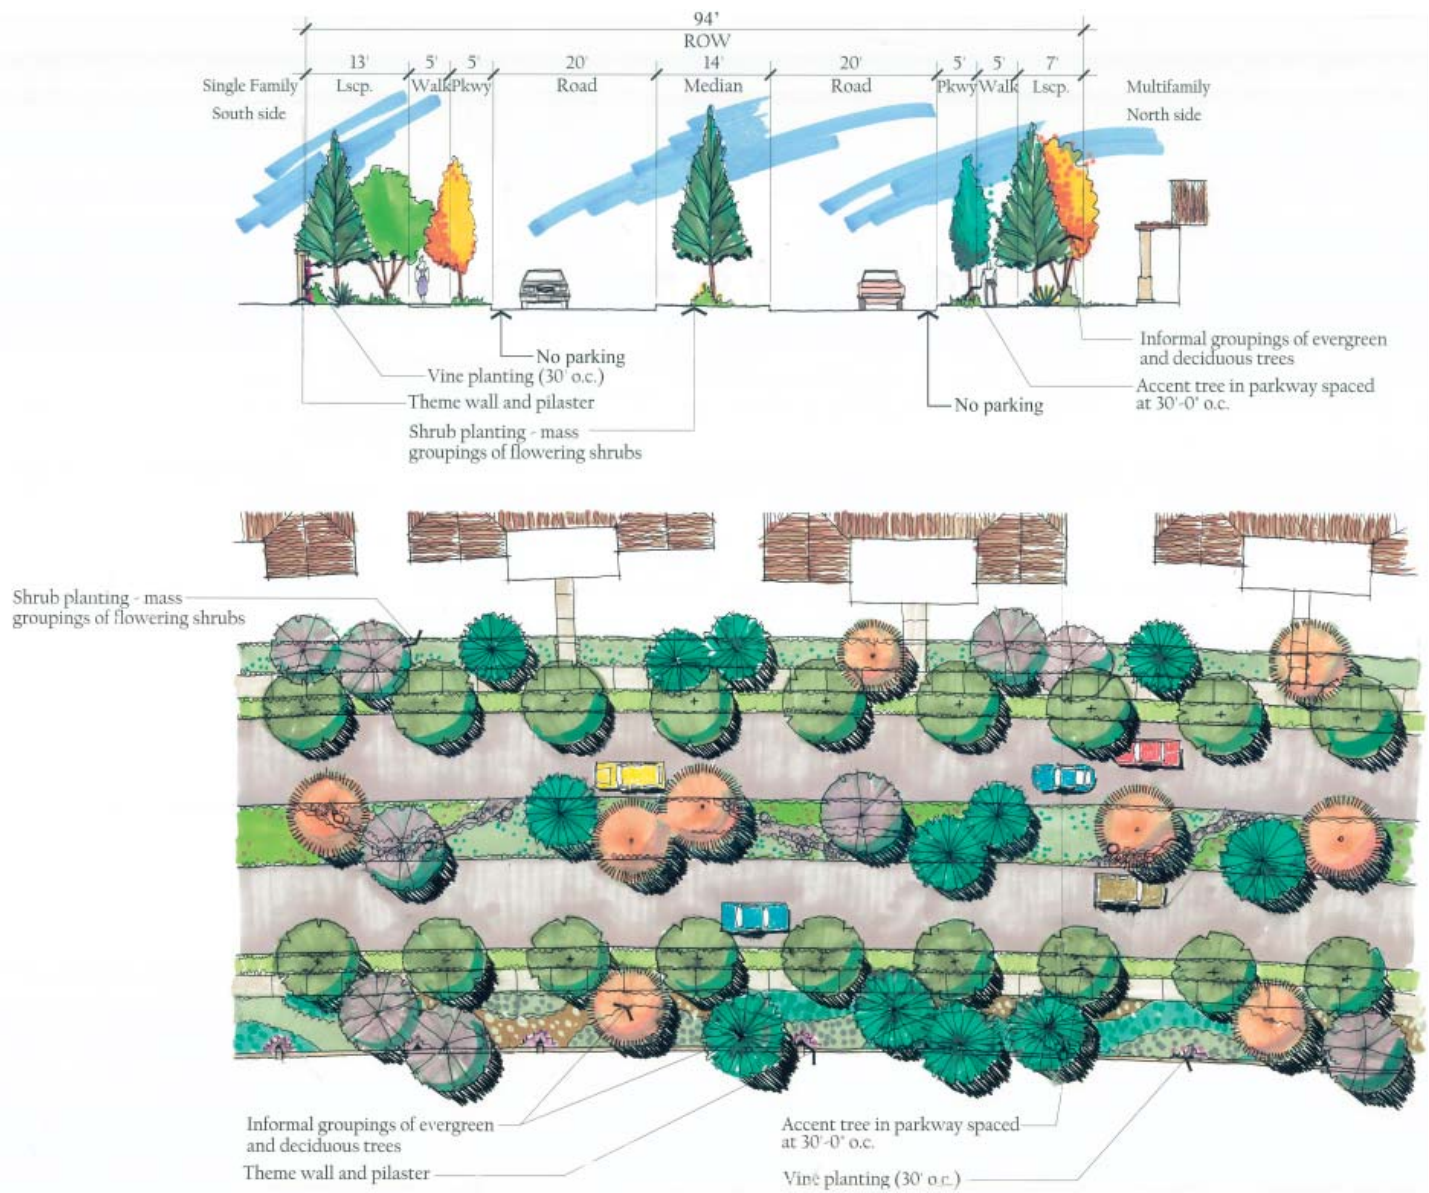 94'
ROW
13' 5' 5' 20' 14' 20' 5' 5' 7'
Single Family Lscp. Walk Pkwy Road Median Road Pkwy Walk Lscp. Multifamily
South side North side
Informal groupings of evergreen
and deciduous trees
No parking
Vine planting (30' o.c.)
Accent tree in parkway spaced
at 30'-0" o.c.
Theme wall and pilaster
No parking
Shrub planting - mass
groupings of flowering shrubs
Shrub planting - mass
groupings of flowering shrubs
Informal groupings of evergreen
and deciduous trees
Theme wall and pilaster
Accent tree in parkway spaced
at 30'-0" o.c.
Vine planting (30' o.c.)